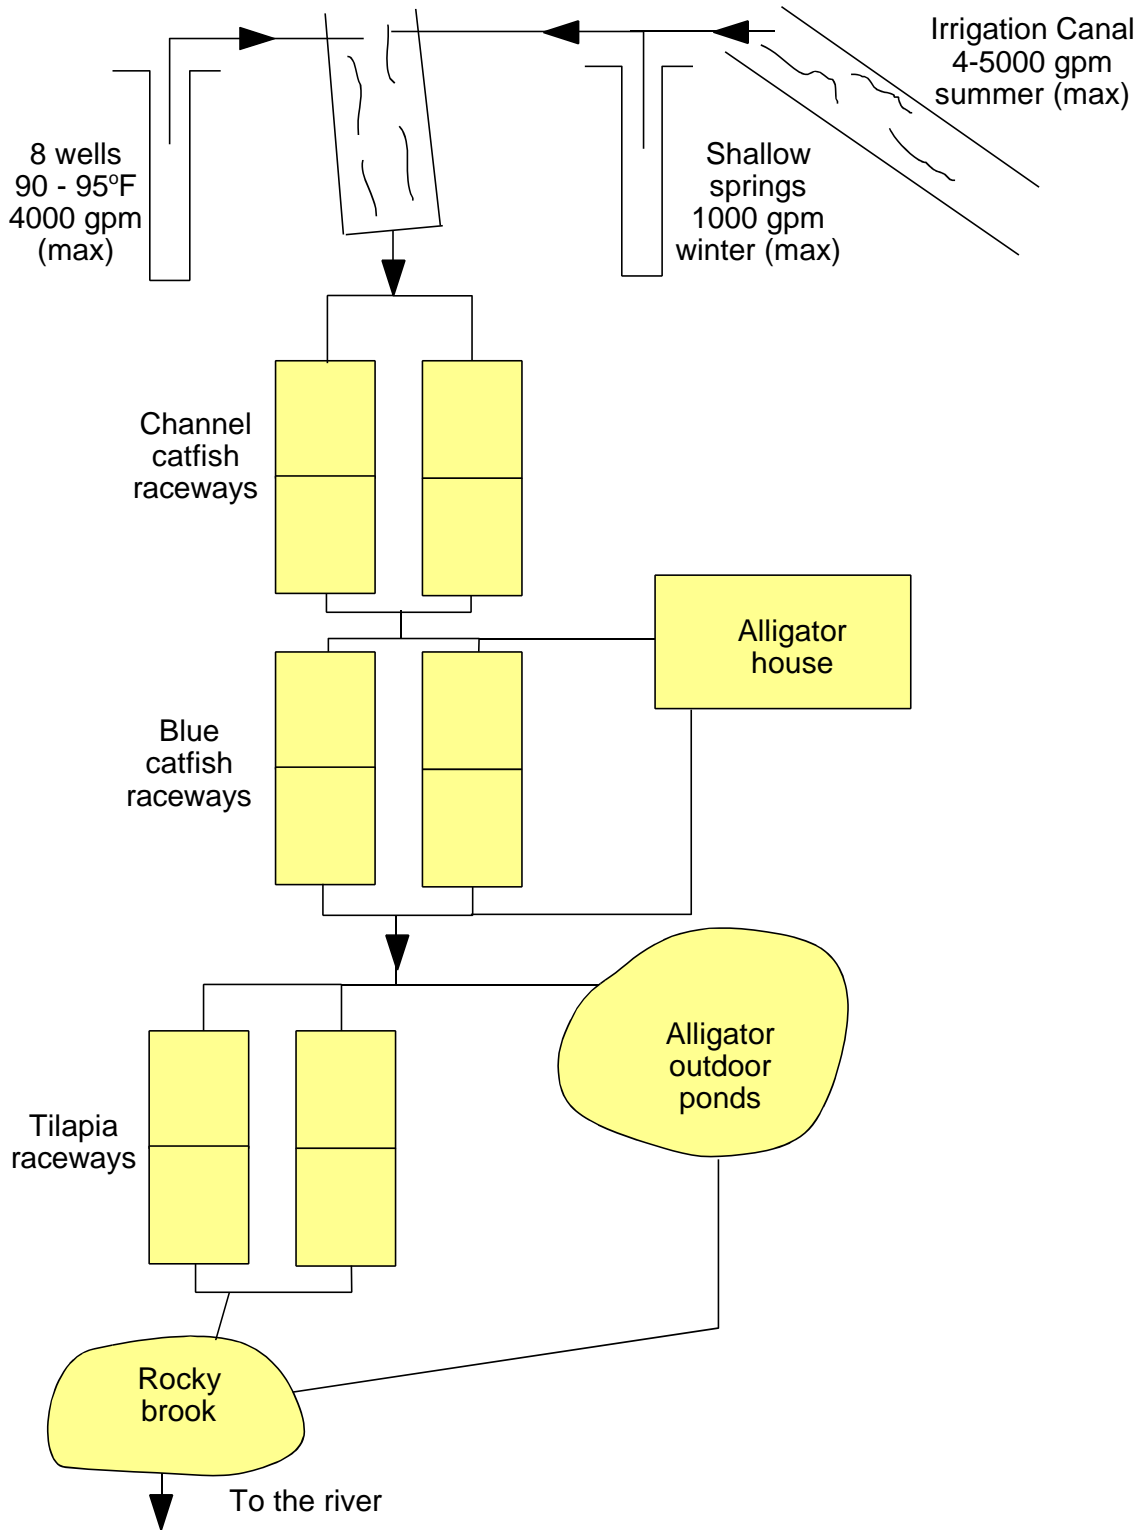 Irrigation Canal
4-5000 gpm
summer (max)
8 wells
90 - 95°F
4000 gpm
(max)
Shallow
springs
1000 gpm
winter (max)
Channel
catfish
raceways
Alligator
house
Blue
catfish
raceways
Alligator
outdoor
ponds
Tilapia
raceways
Rocky
brook
To the river